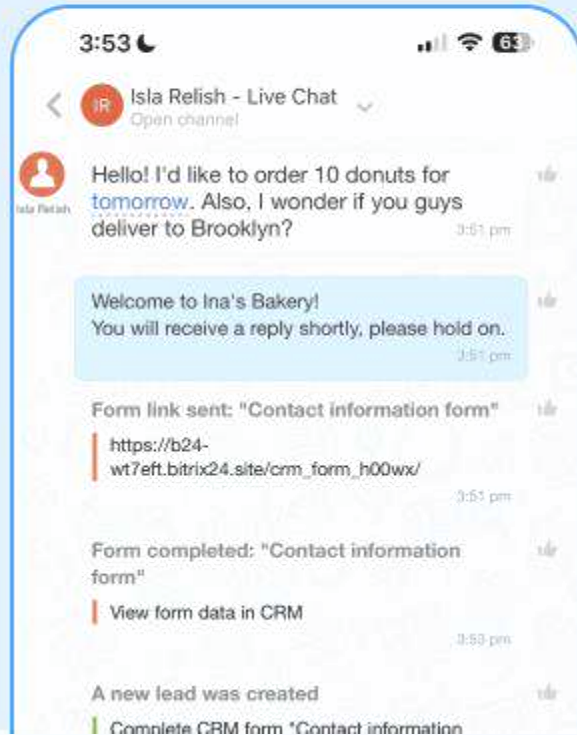 3:53
63
IR
Isla Relish - Live Chat
Open channel
Isla Relish
Hello! I'd like to order 10 donuts for
tomorrow. Also, I wonder if you guys
deliver to Brooklyn?
3:51 pm
Welcome to Ina's Bakery!
You will receive a reply shortly, please hold on.
3:51 pm
Form link sent: "Contact information form"
https://b24-
wt7eft.bitrix24.site/crm_form_h00wx/
3:51 pm
Form completed: "Contact information
form"
View form data in CRM
3:53 pm
A new lead was created
Complete CRM form "Contact information